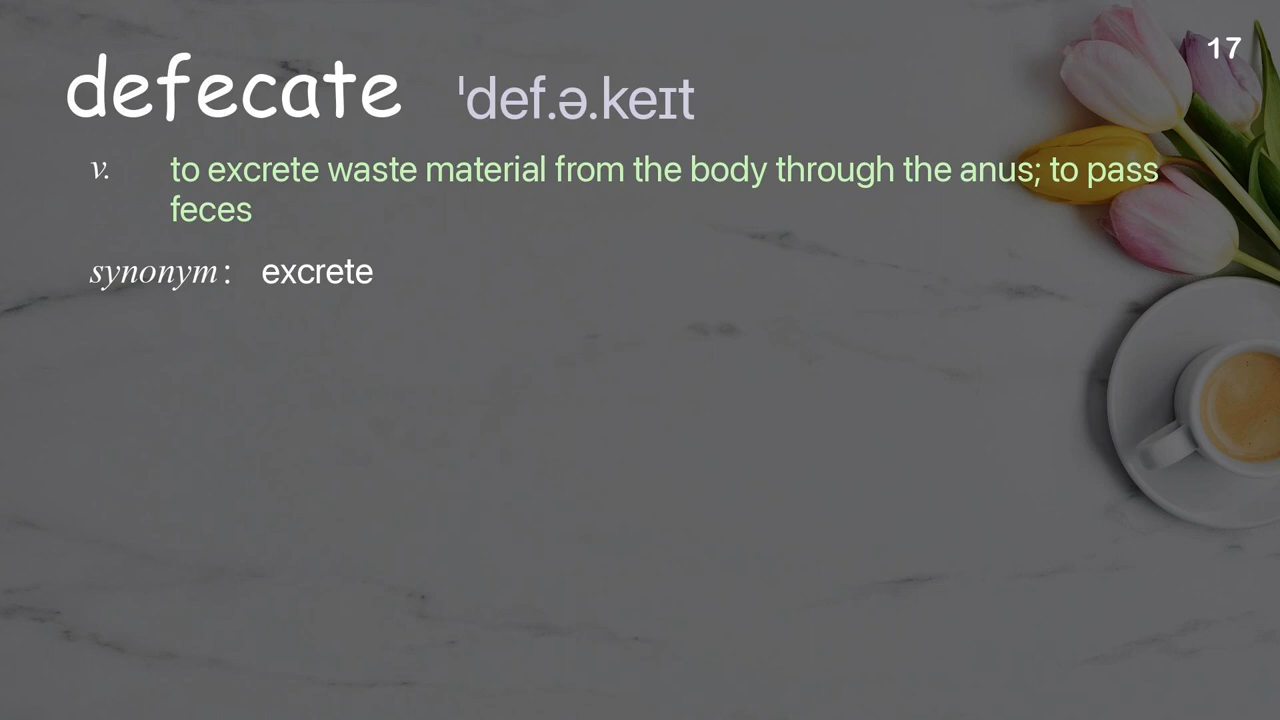 17
defecate ˈdef.ə.keɪt
v. to excrete waste material from the body through the anus; to pass
feces
synonym: excrete